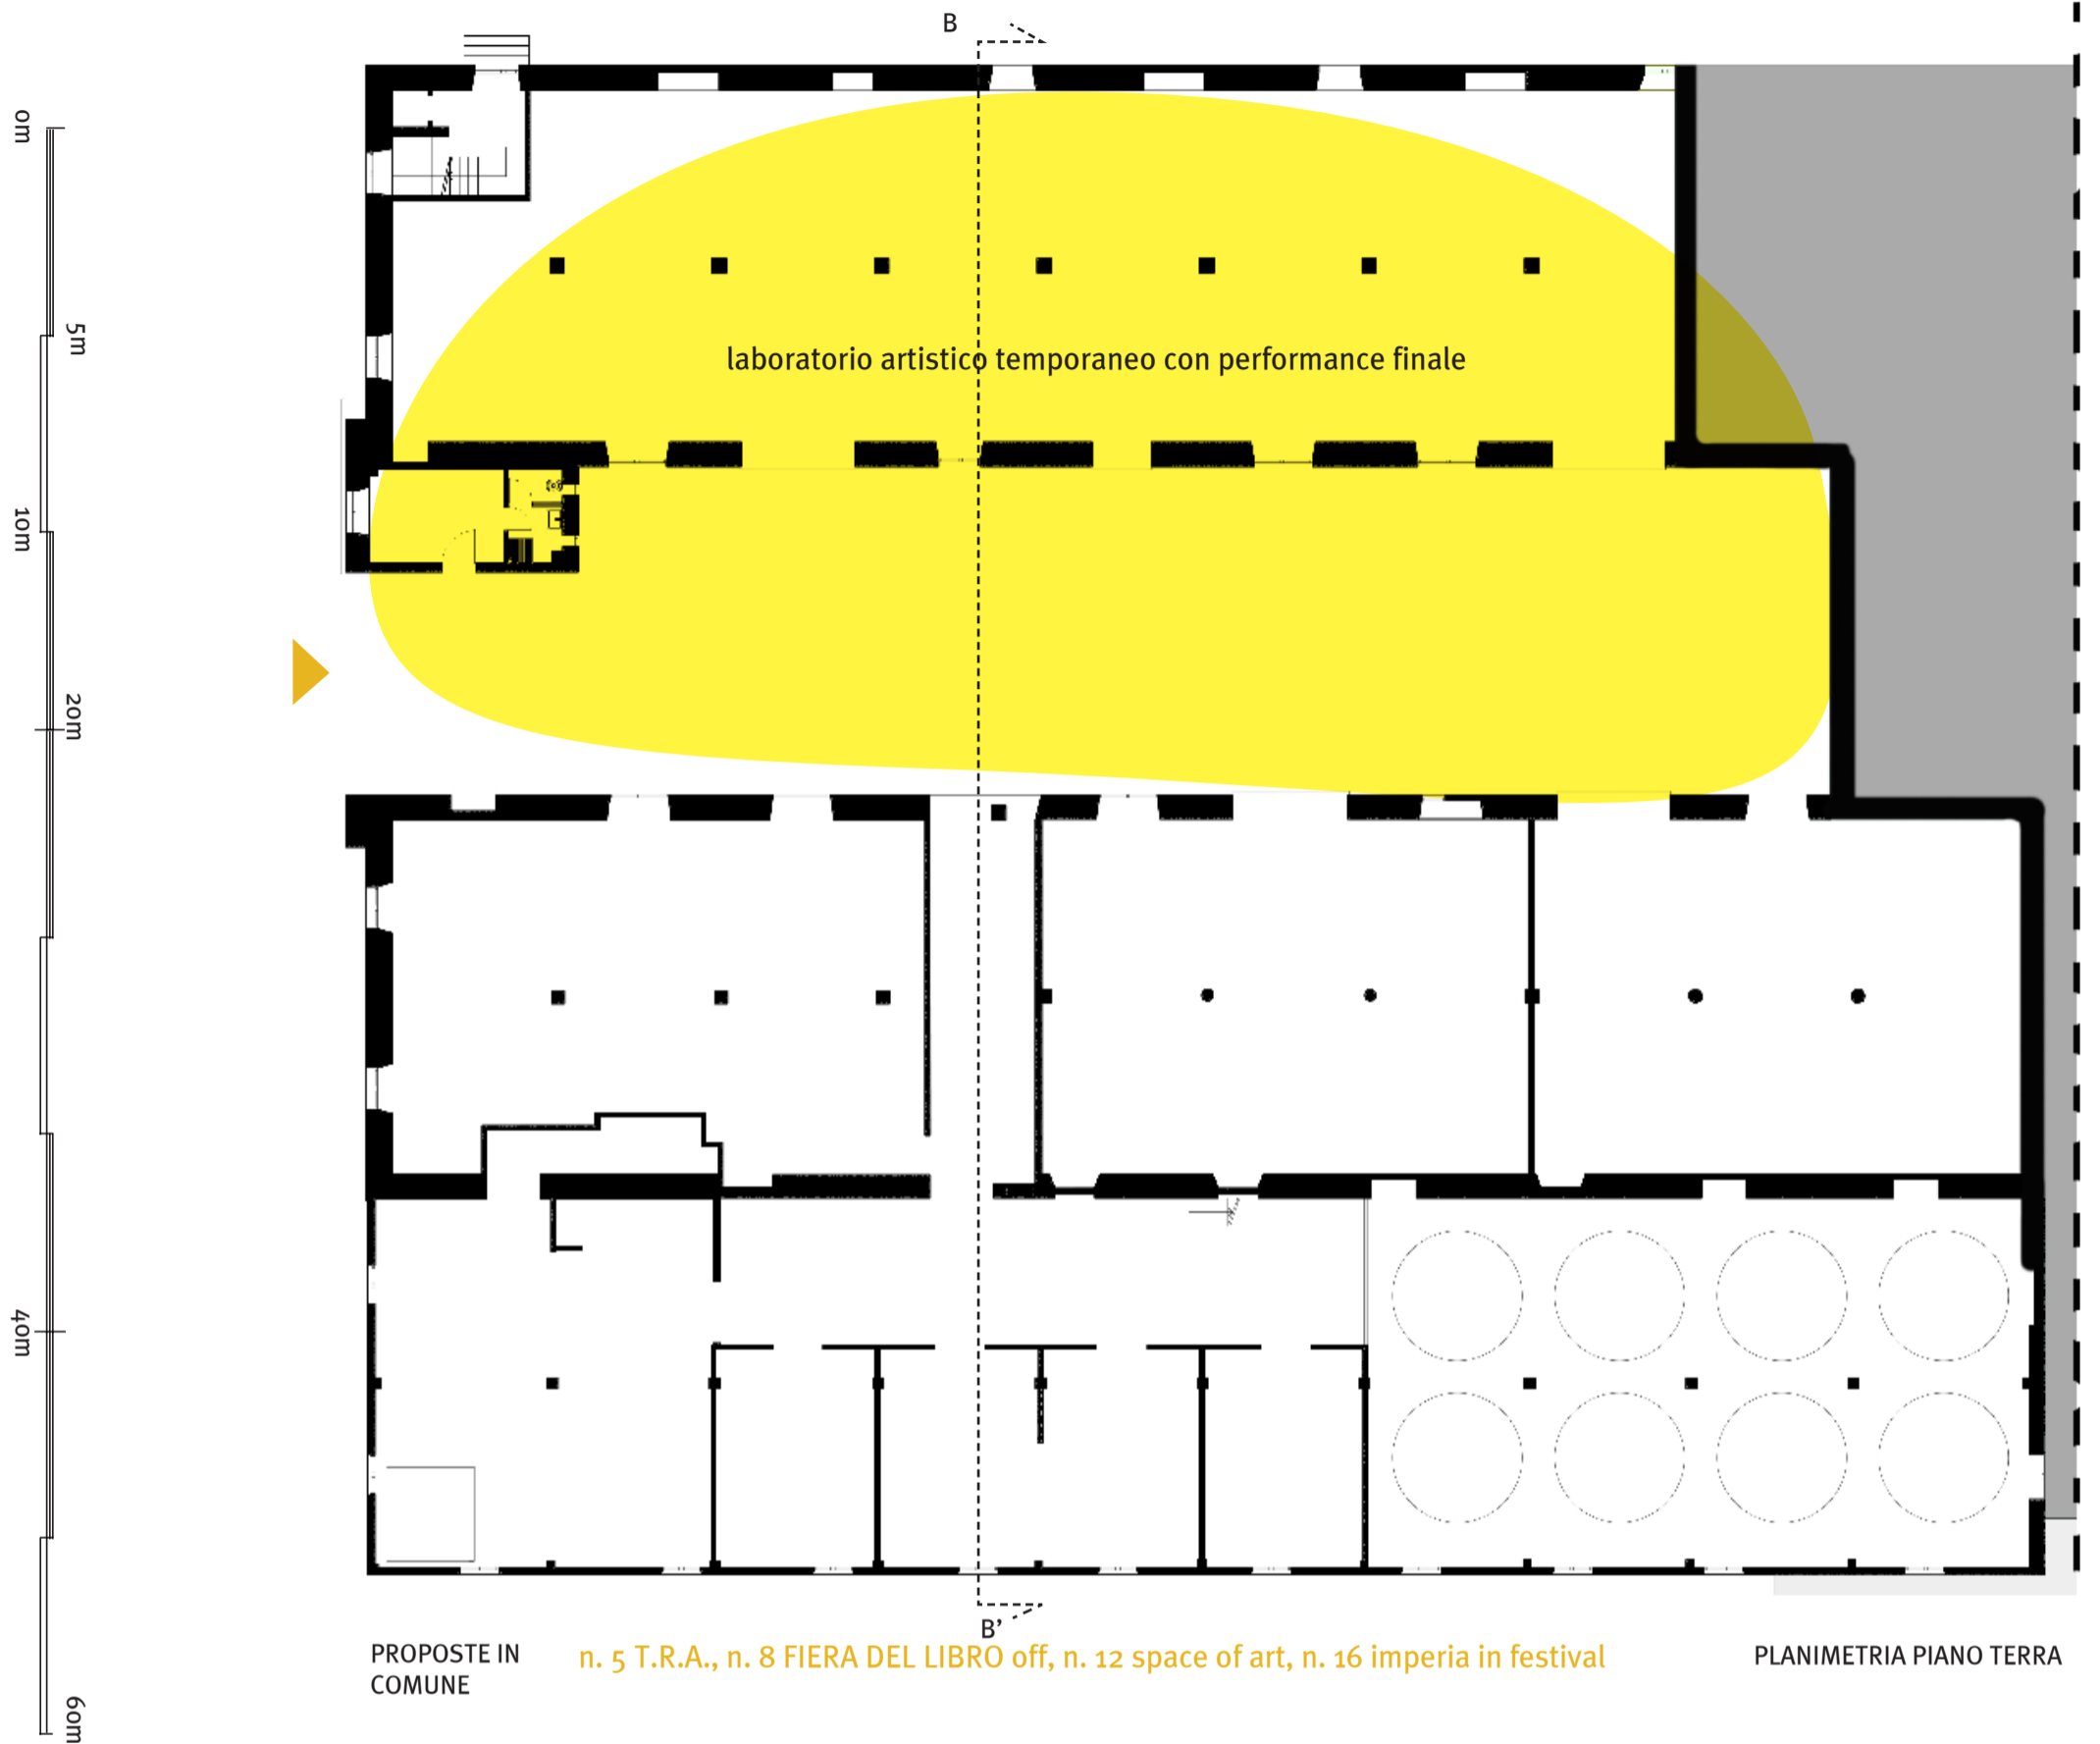 B
0m
5m
10m
20m
40m
60m
laboratorio artistico temporaneo con performance finale
B’
PROPOSTE IN
COMUNE
n. 5 T.R.A., n. 8 FIERA DEL LIBRO off, n. 12 space of art, n. 16 imperia in festival
PLANIMETRIA PIANO TERRA